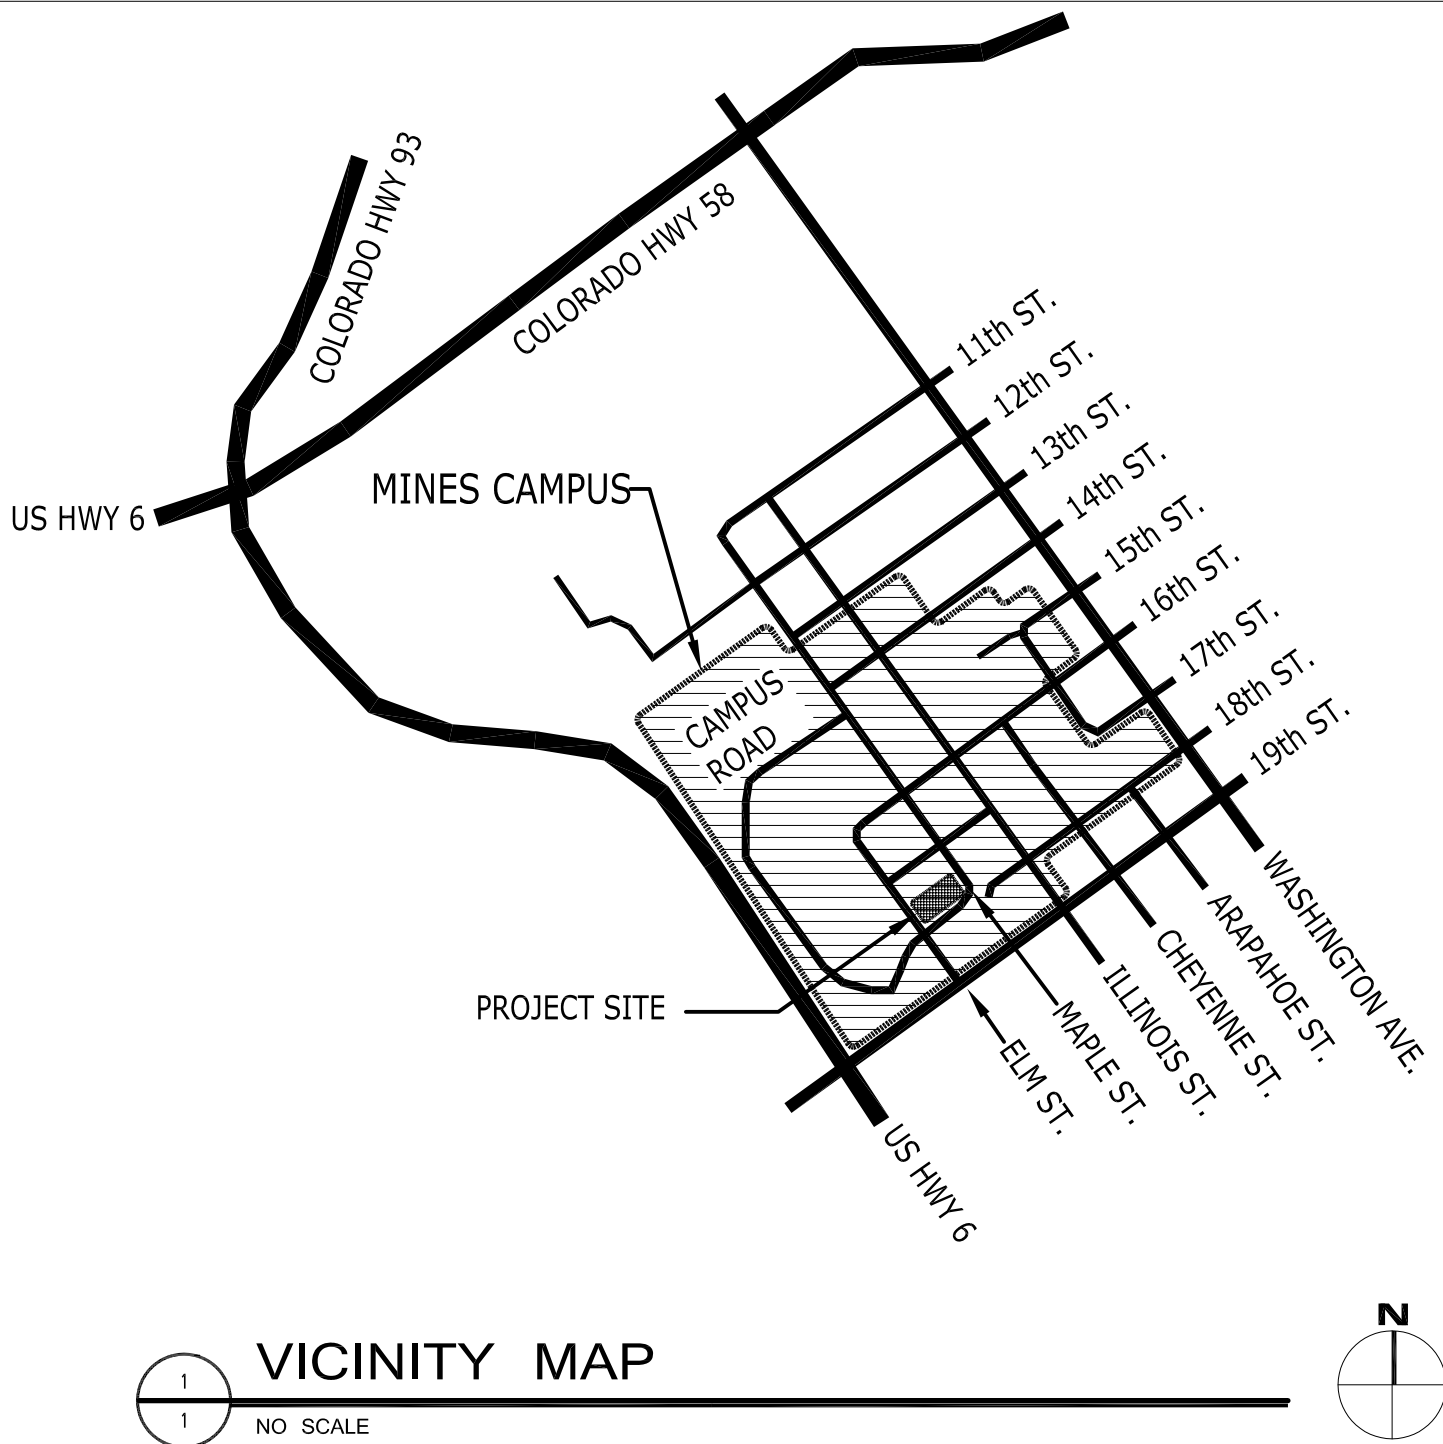 COLORADO HWY 93
COLORADO HWY 58
11th ST.
12th ST.
13th ST.
14th ST.
15th ST.
16th ST.
17th ST.
18th ST.
19th ST.
MINES CAMPUS
US HWY 6
CAMPUS
ROAD
PROJECT SITE
WASHINGTON AVE.
ARAPAHOE ST.
CHEYENNE ST.
ILLINOIS ST.
MAPLE ST.
ELM ST.
US HWY 6
N
1
VICINITY MAP
1
NO SCALE